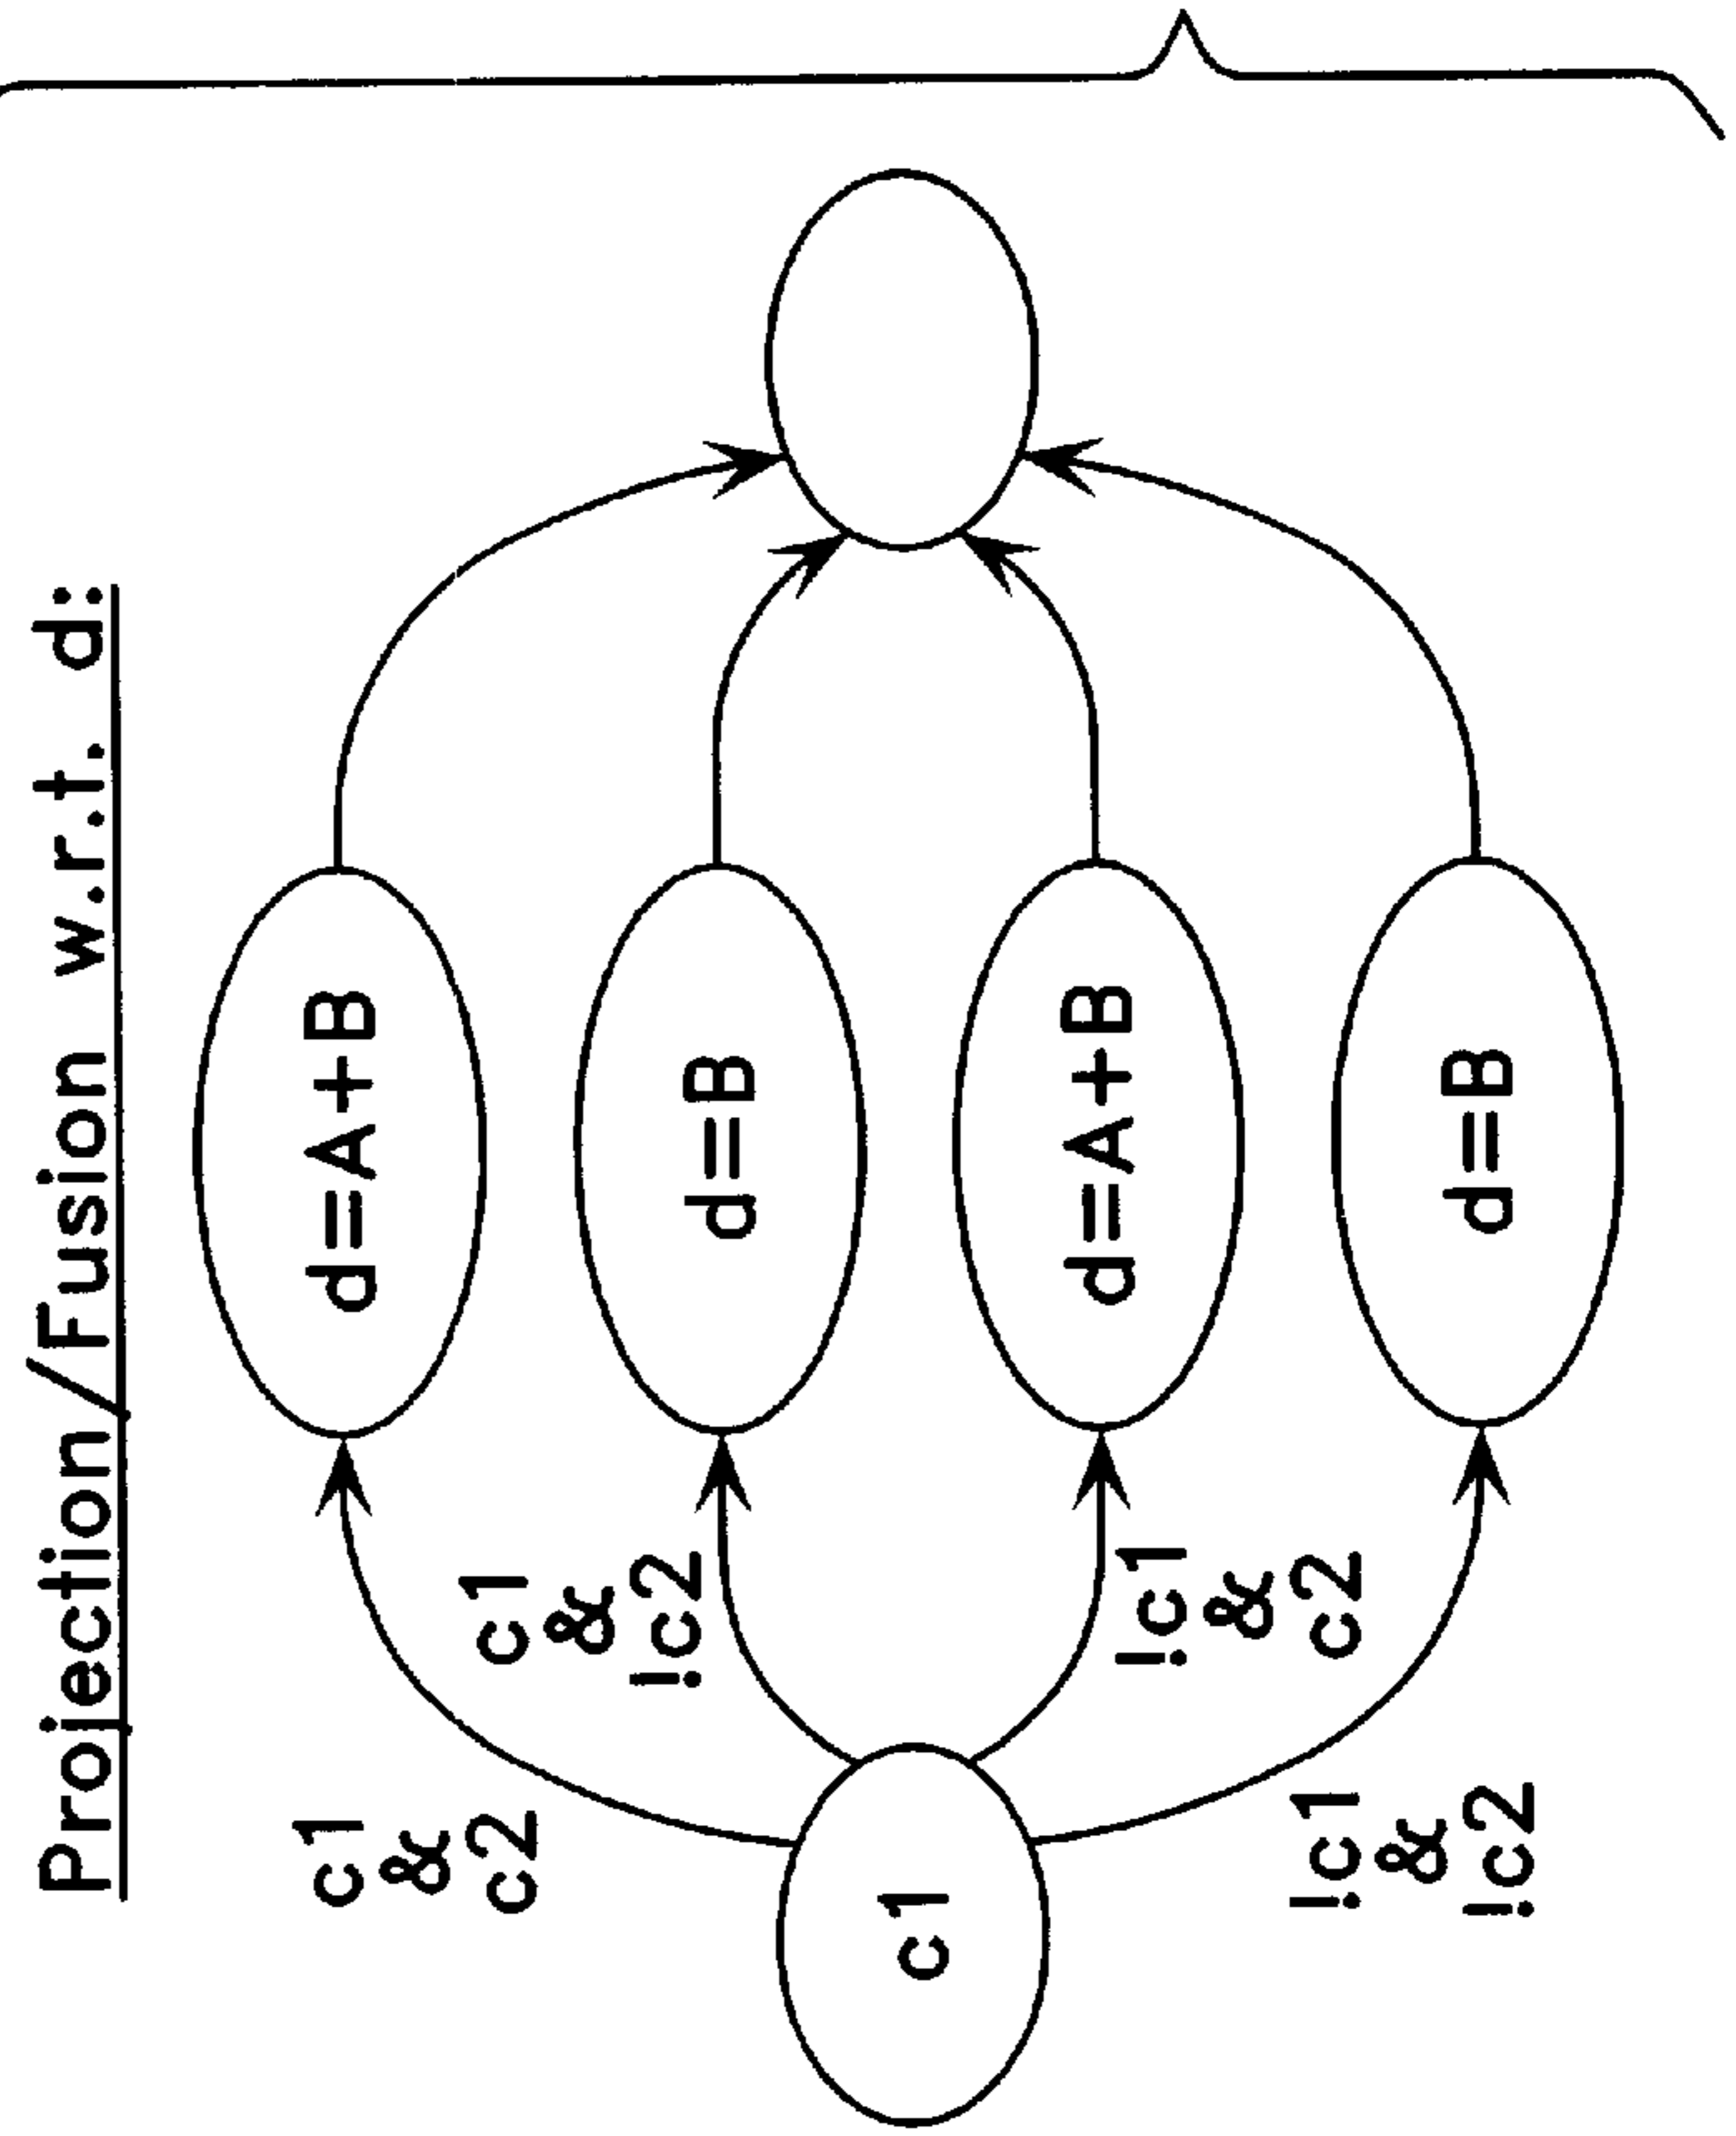 Projection/Fusion w.r.t. d:
c1
&
c2
c1
&
!c2
!c1
&
c2
!c1
&
!c2
c1
d=A+B
d=B
d=A+B
d=B